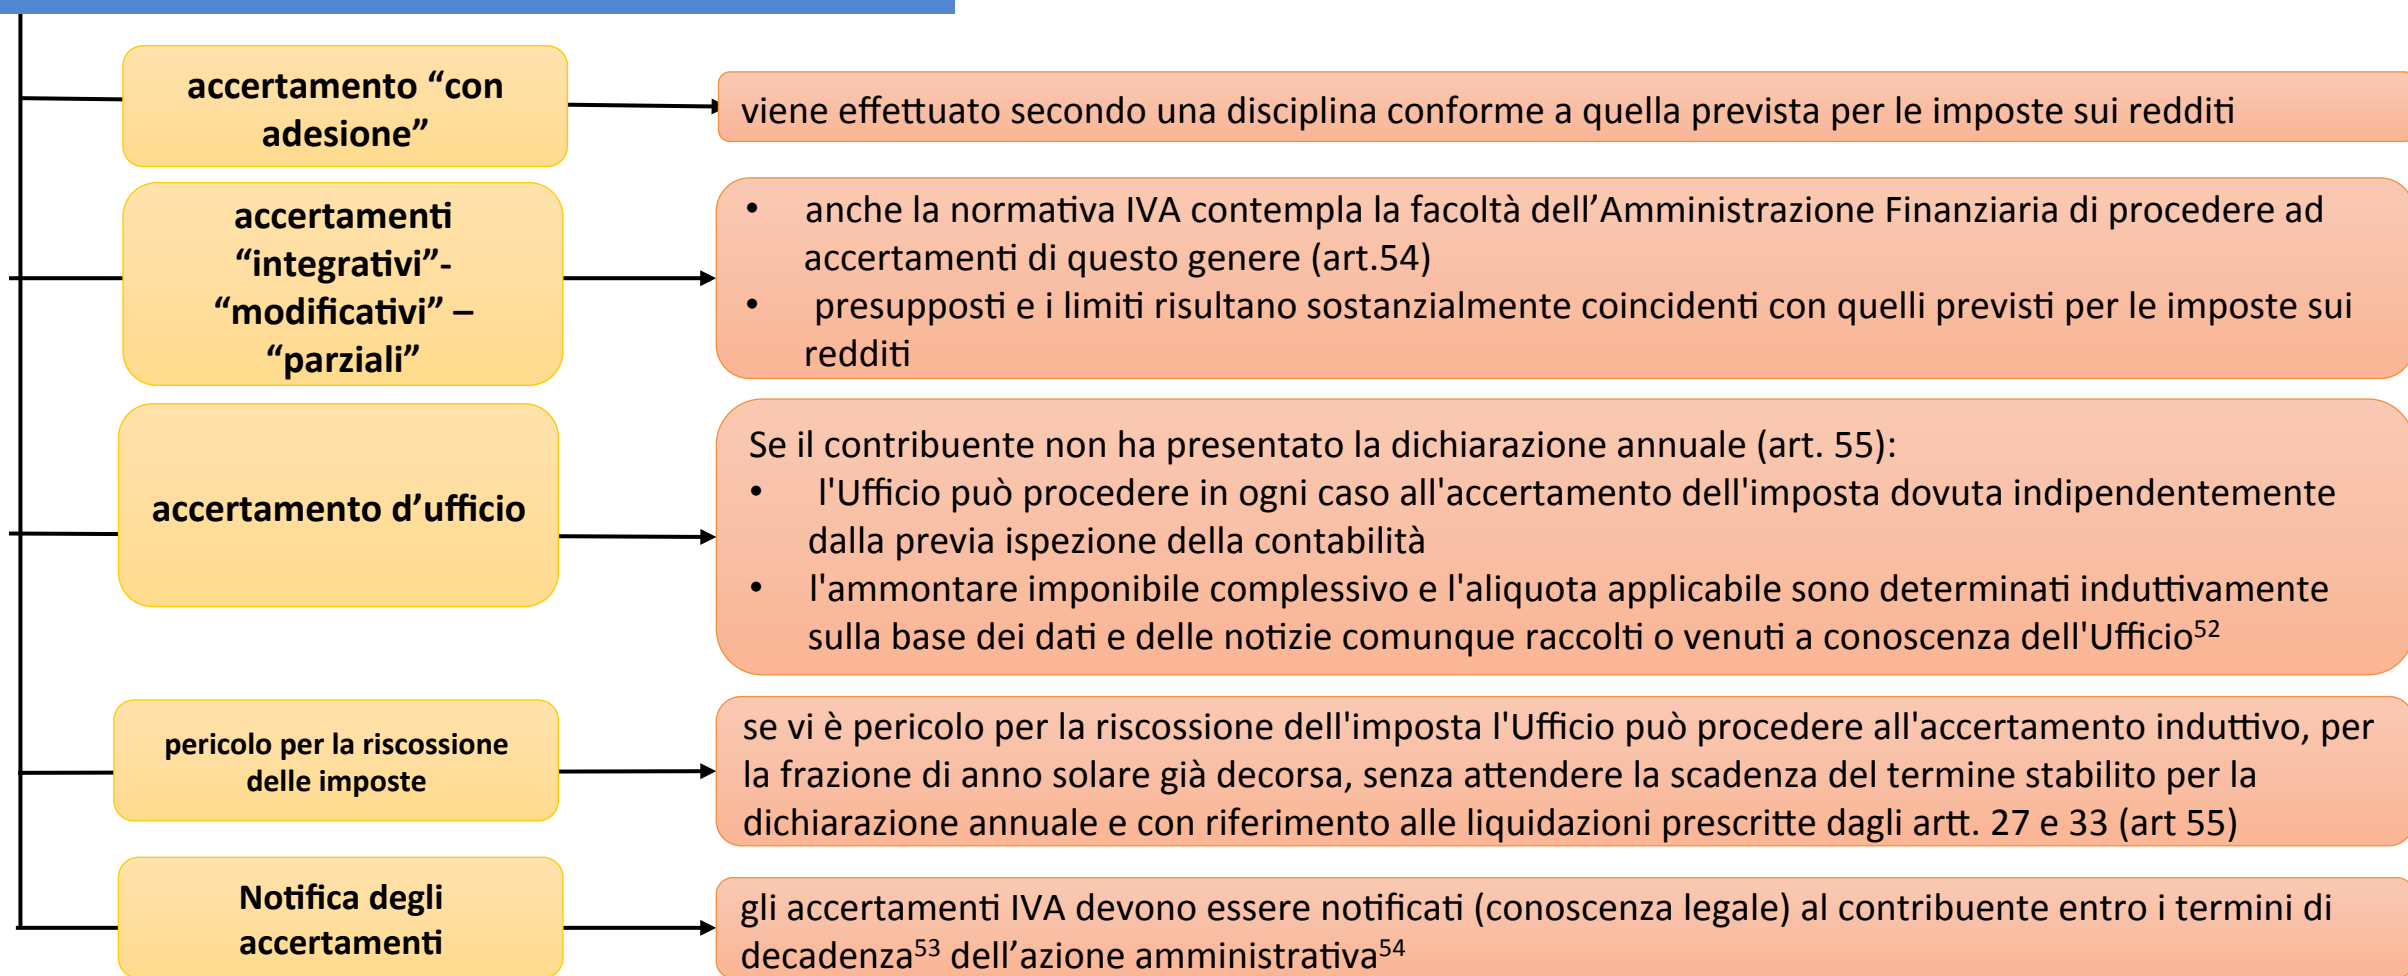 accertamento “con
adesione”
viene effettuato secondo una disciplina conforme a quella prevista per le imposte sui redditi
accertamenti
“integrativi”-
“modificativi” –
“parziali”
• anche la normativa IVA contempla la facoltà dell’Amministrazione Finanziaria di procedere ad
accertamenti di questo genere (art.54)
• presupposti e i limiti risultano sostanzialmente coincidenti con quelli previsti per le imposte sui
redditi
accertamento d’ufficio
Se il contribuente non ha presentato la dichiarazione annuale (art. 55):
• l'Ufficio può procedere in ogni caso all'accertamento dell'imposta dovuta indipendentemente
dalla previa ispezione della contabilità
• l'ammontare imponibile complessivo e l'aliquota applicabile sono determinati induttivamente
sulla base dei dati e delle notizie comunque raccolti o venuti a conoscenza dell'Ufficio⁵²
pericolo per la riscossione
delle imposte
se vi è pericolo per la riscossione dell'imposta l'Ufficio può procedere all'accertamento induttivo, per
la frazione di anno solare già decorsa, senza attendere la scadenza del termine stabilito per la
dichiarazione annuale e con riferimento alle liquidazioni prescritte dagli artt. 27 e 33 (art 55)
Notifica degli
accertamenti
gli accertamenti IVA devono essere notificati (conoscenza legale) al contribuente entro i termini di
decadenza⁵³ dell’azione amministrativa⁵⁴